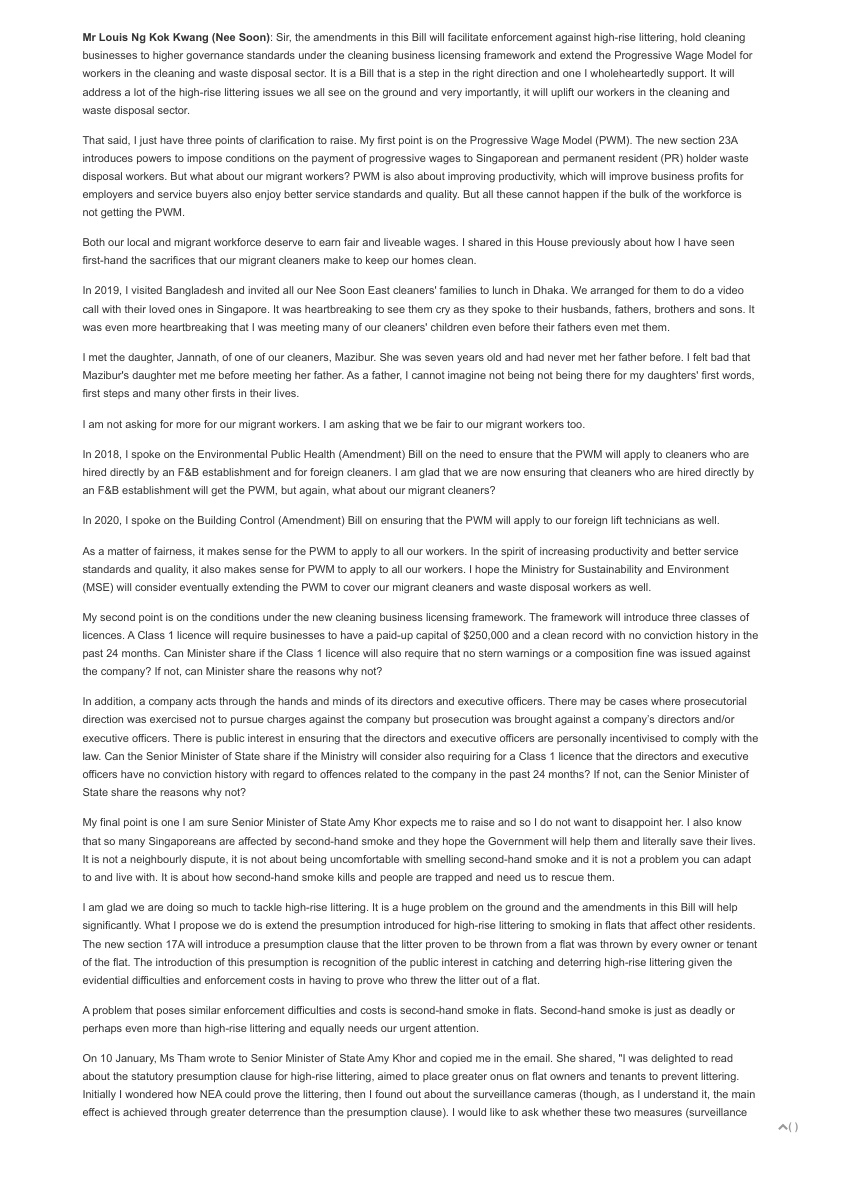 Mr Louis Ng Kok Kwang (Nee Soon): Sir, the amendments in this Bill will facilitate enforcement against high-rise littering, hold cleaning
businesses to higher governance standards under the cleaning business licensing framework and extend the Progressive Wage Model for
workers in the cleaning and waste disposal sector. It is a Bill that is a step in the right direction and one I wholeheartedly support. It will
address a lot of the high-rise littering issues we all see on the ground and very importantly, it will uplift our workers in the cleaning and
waste disposal sector.
That said, I just have three points of clarification to raise. My first point is on the Progressive Wage Model (PWM). The new section 23A
introduces powers to impose conditions on the payment of progressive wages to Singaporean and permanent resident (PR) holder waste
disposal workers. But what about our migrant workers? PWM is also about improving productivity, which will improve business profits for
employers and service buyers also enjoy better service standards and quality. But all these cannot happen if the bulk of the workforce is
not getting the PWM.
Both our local and migrant workforce deserve to earn fair and liveable wages. I shared in this House previously about how I have seen
first-hand the sacrifices that our migrant cleaners make to keep our homes clean.
In 2019, I visited Bangladesh and invited all our Nee Soon East cleaners' families to lunch in Dhaka. We arranged for them to do a video
call with their loved ones in Singapore. It was heartbreaking to see them cry as they spoke to their husbands, fathers, brothers and sons. It
was even more heartbreaking that I was meeting many of our cleaners' children even before their fathers even met them.
I met the daughter, Jannath, of one of our cleaners, Mazibur. She was seven years old and had never met her father before. I felt bad that
Mazibur's daughter met me before meeting her father. As a father, I cannot imagine not being not being there for my daughters' first words,
first steps and many other firsts in their lives.
I am not asking for more for our migrant workers. I am asking that we be fair to our migrant workers too.
In 2018, I spoke on the Environmental Public Health (Amendment) Bill on the need to ensure that the PWM will apply to cleaners who are
hired directly by an F&B establishment and for foreign cleaners. I am glad that we are now ensuring that cleaners who are hired directly by
an F&B establishment will get the PWM, but again, what about our migrant cleaners?
In 2020, I spoke on the Building Control (Amendment) Bill on ensuring that the PWM will apply to our foreign lift technicians as well.
As a matter of fairness, it makes sense for the PWM to apply to all our workers. In the spirit of increasing productivity and better service
standards and quality, it also makes sense for PWM to apply to all our workers. I hope the Ministry for Sustainability and Environment
(MSE) will consider eventually extending the PWM to cover our migrant cleaners and waste disposal workers as well.
My second point is on the conditions under the new cleaning business licensing framework. The framework will introduce three classes of
licences. A Class 1 licence will require businesses to have a paid-up capital of $250,000 and a clean record with no conviction history in the
past 24 months. Can Minister share if the Class 1 licence will also require that no stern warnings or a composition fine was issued against
the company? If not, can Minister share the reasons why not?
In addition, a company acts through the hands and minds of its directors and executive officers. There may be cases where prosecutorial
direction was exercised not to pursue charges against the company but prosecution was brought against a company's directors and/or
executive officers. There is public interest in ensuring that the directors and executive officers are personally incentivised to comply with the
law. Can the Senior Minister of State share if the Ministry will consider also requiring for a Class 1 licence that the directors and executive
officers have no conviction history with regard to offences related to the company in the past 24 months? If not, can the Senior Minister of
State share the reasons why not?
My final point is one I am sure Senior Minister of State Amy Khor expects me to raise and so I do not want to disappoint her. I also know
that so many Singaporeans are affected by second-hand smoke and they hope the Government will help them and literally save their lives.
It is not a neighbourly dispute, it is not about being uncomfortable with smelling second-hand smoke and it is not a problem you can adapt
to and live with. It is about how second-hand smoke kills and people are trapped and need us to rescue them.
I am glad we are doing so much to tackle high-rise littering. It is a huge problem on the ground and the amendments in this Bill will help
significantly. What I propose we do is extend the presumption introduced for high-rise littering to smoking in flats that affect other residents.
The new section 17A will introduce a presumption clause that the litter proven to be thrown from a flat was thrown by every owner or tenant
of the flat. The introduction of this presumption is recognition of the public interest in catching and deterring high-rise littering given the
evidential difficulties and enforcement costs in having to prove who threw the litter out of a flat.
A problem that poses similar enforcement difficulties and costs is second-hand smoke in flats. Second-hand smoke is just as deadly or
perhaps even more than high-rise littering and equally needs our urgent attention.
On 10 January, Ms Tham wrote to Senior Minister of State Amy Khor and copied me in the email. She shared, "I was delighted to read
about the statutory presumption clause for high-rise littering, aimed to place greater onus on flat owners and tenants to prevent littering.
Initially I wondered how NEA could prove the littering, then I found out about the surveillance cameras (though, as I understand it, the main
effect is achieved through greater deterrence than the presumption clause). I would like to ask whether these two measures (surveillance
( )